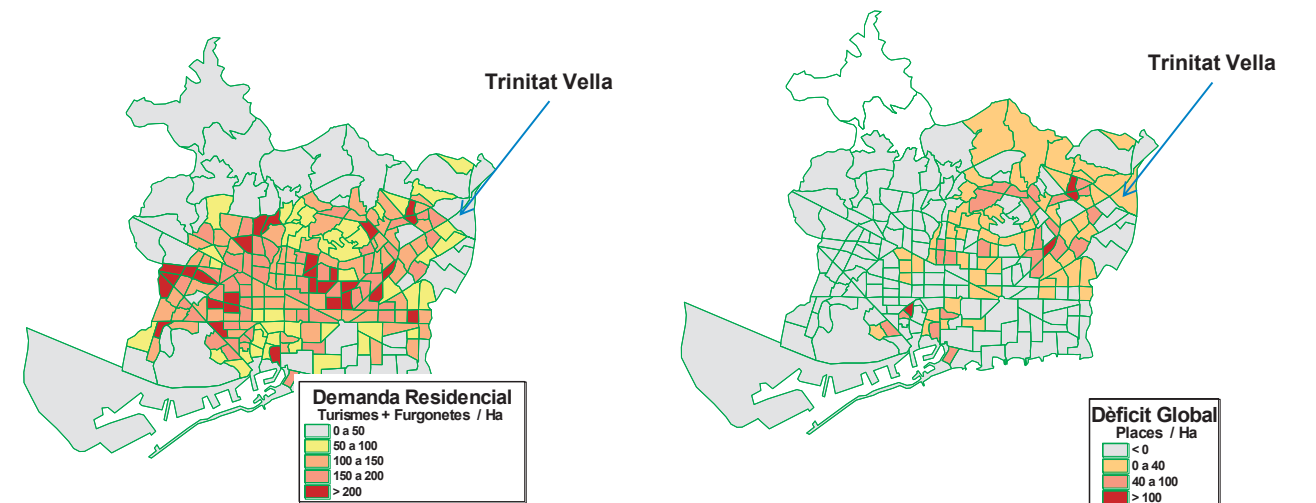 Trinitat Vella
Demanda Residencial
Turismes + Furgonetes / Ha
0 a 50
50 a 100
100 a 150
150 a 200
> 200
Trinitat Vella
Dèficit Global
Places / Ha
< 0
0 a 40
40 a 100
> 100